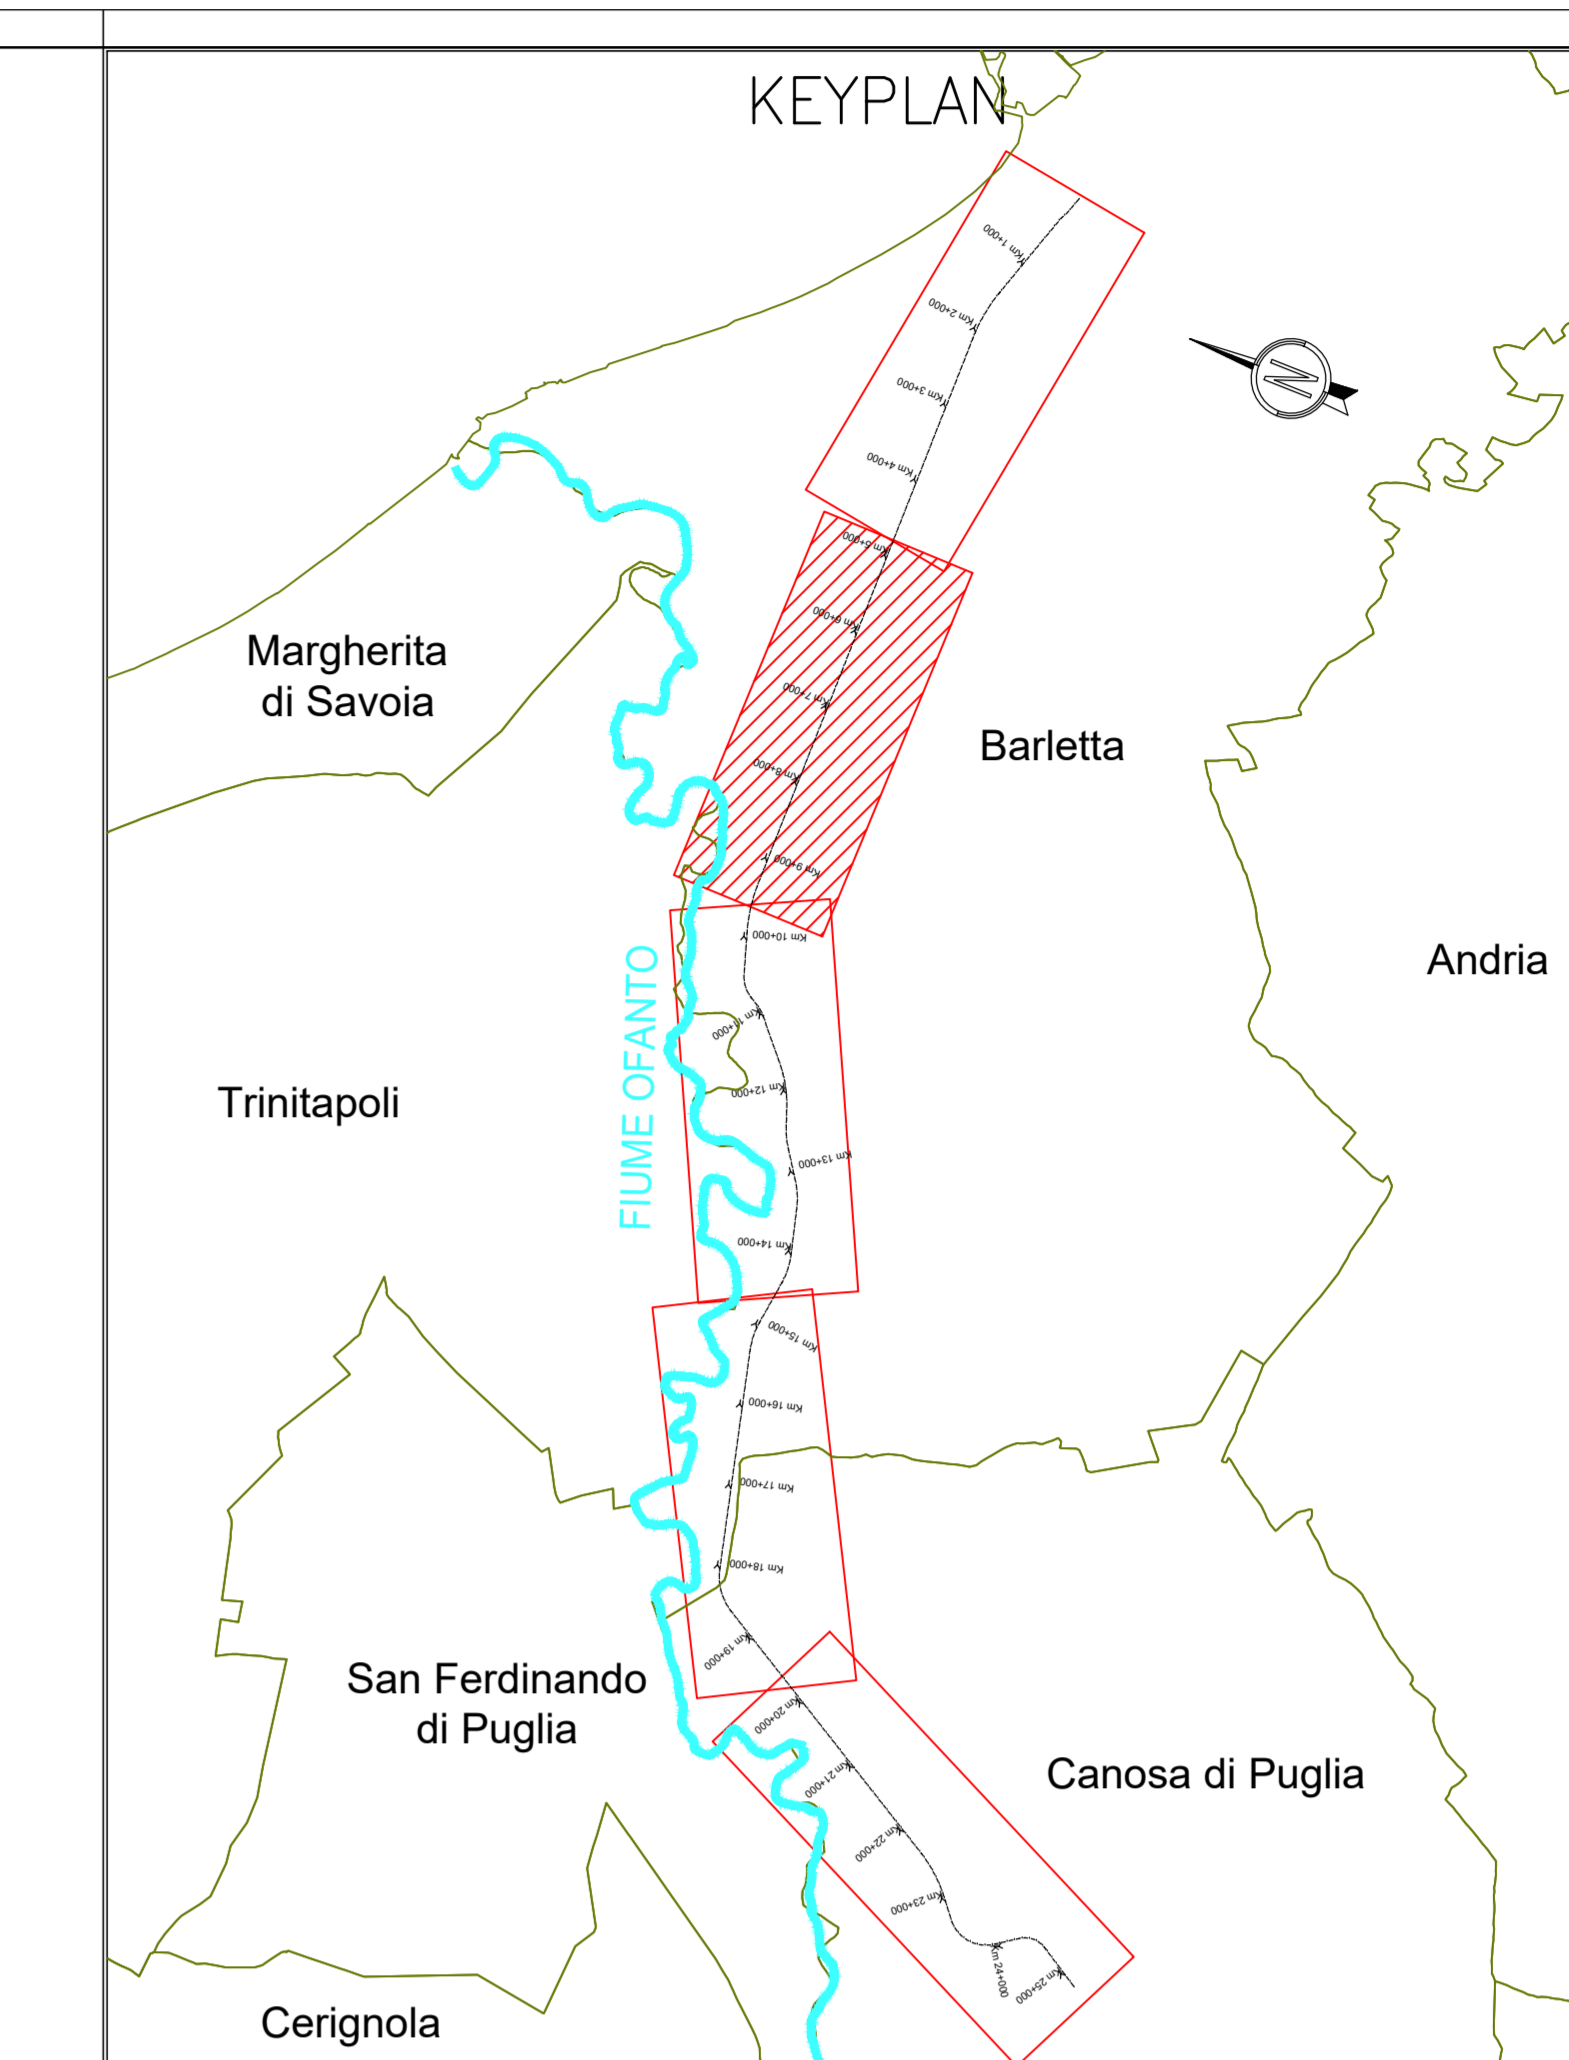 KEYPLAN
Km 1+000
Km 2+000
Km 3+000
N
Km 4+000
Km 5+000
Km 6+000
Margherita
di Savoia
Km 7+000
Barletta
Km 8+000
Km 9+000
Km 10+000
Andria
FIUME OFANTO
Km 11+000
Trinitapoli
Km 12+000
Km 13+000
Km 14+000
Km 15+000
Km 16+000
Km 17+000
Km 18+000
Km 19+000
San Ferdinando
di Puglia
Km 20+000
Km 21+000
Canosa di Puglia
Km 22+000
Km 23+000
Km 24+000
Km 25+000
Cerignola